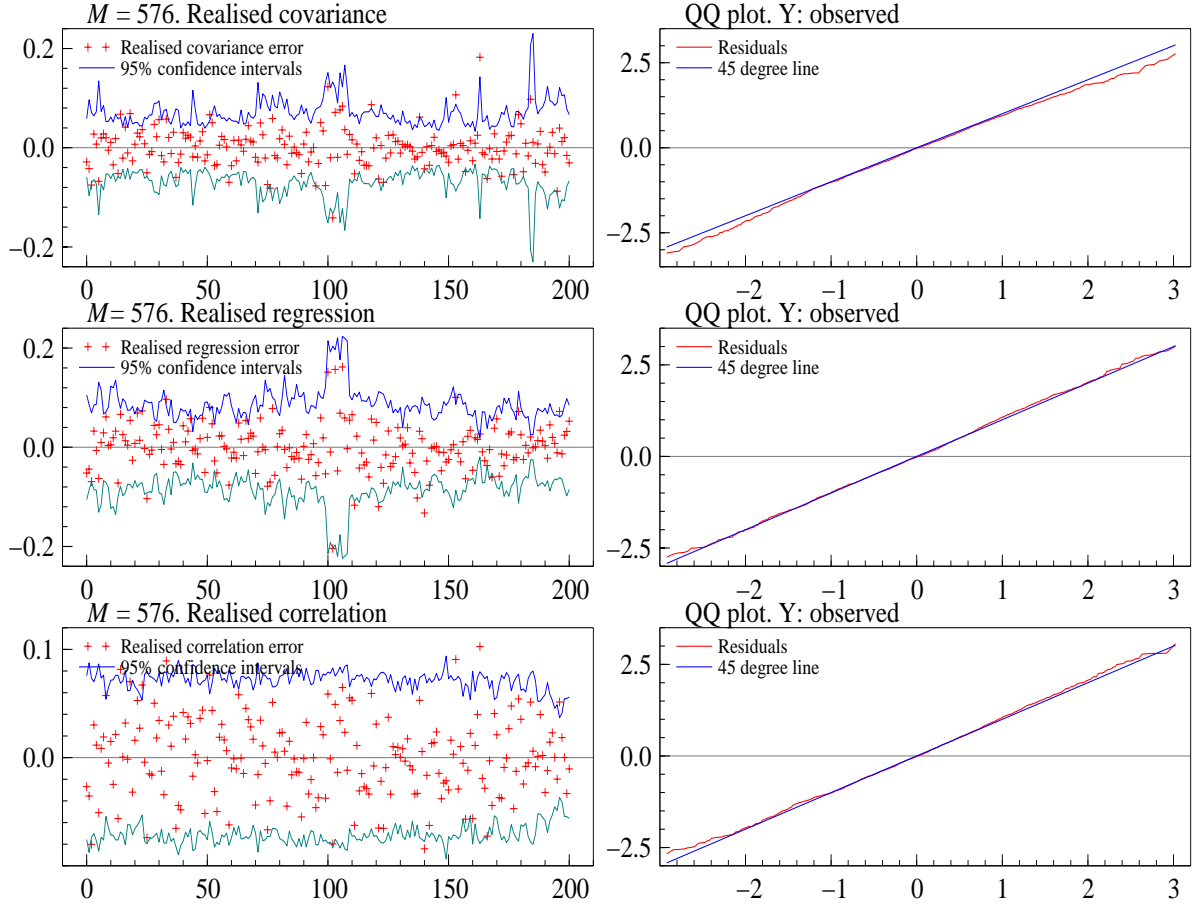 M = 576. Realised covariance
Realised covariance error
95% confidence intervals
0.2
0.0
−0.2
0 50 100 150 200
QQ plot. Y: observed
Residuals
45 degree line
2.5
0.0
−2.5
−2 −1 0 1 2 3
M = 576. Realised regression
Realised regression error
95% confidence intervals
0.2
0.0
−0.2
0 50 100 150 200
QQ plot. Y: observed
Residuals
45 degree line
2.5
0.0
−2.5
−2 −1 0 1 2 3
M = 576. Realised correlation
Realised correlation error
95% confidence intervals
0.1
0.0
0 50 100 150 200
QQ plot. Y: observed
Residuals
45 degree line
2.5
0.0
−2.5
−2 −1 0 1 2 3